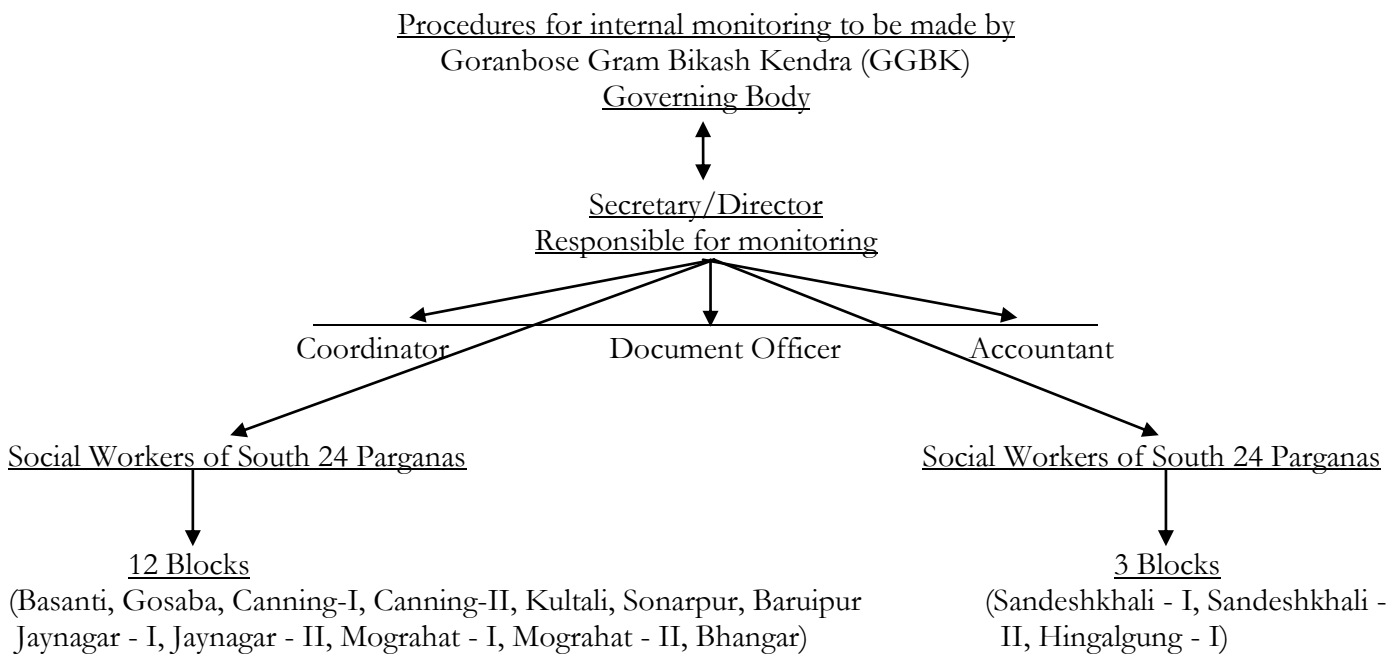 Procedures for internal monitoring to be made by
Goranbose Gram Bikash Kendra (GGBK)
Governing Body
Secretary/Director
Responsible for monitoring
Coordinator
Document Officer
Accountant
Social Workers of South 24 Parganas
12 Blocks
(Basanti, Gosaba, Canning-I, Canning-II, Kultali, Sonarpur, Baruipur
Jaynagar - I, Jaynagar - II, Mograhat - I, Mograhat - II, Bhangar)
Social Workers of South 24 Parganas
3 Blocks
(Sandeshkhali - I, Sandeshkhali -
II, Hingalgung - I)